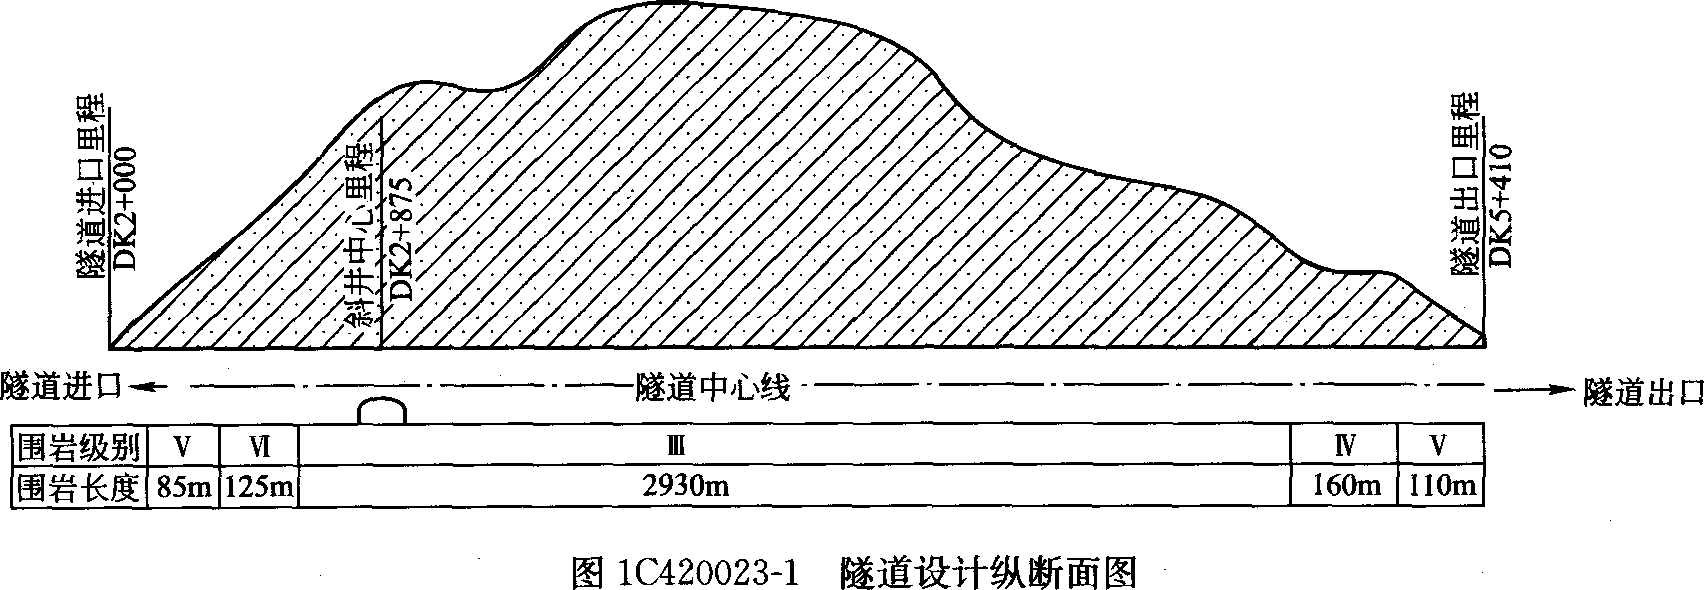 隧道进口里程
DK2+000
斜井中心里程
DK2+875
隧道出口里程
DK5+410
隧道进口
隧道中心线
隧道出口
围岩级别 Ⅴ Ⅵ Ⅲ Ⅳ Ⅴ
围岩长度 85m 125m 2930m 160m 110m
图 1C420023-1 隧道设计纵断面图